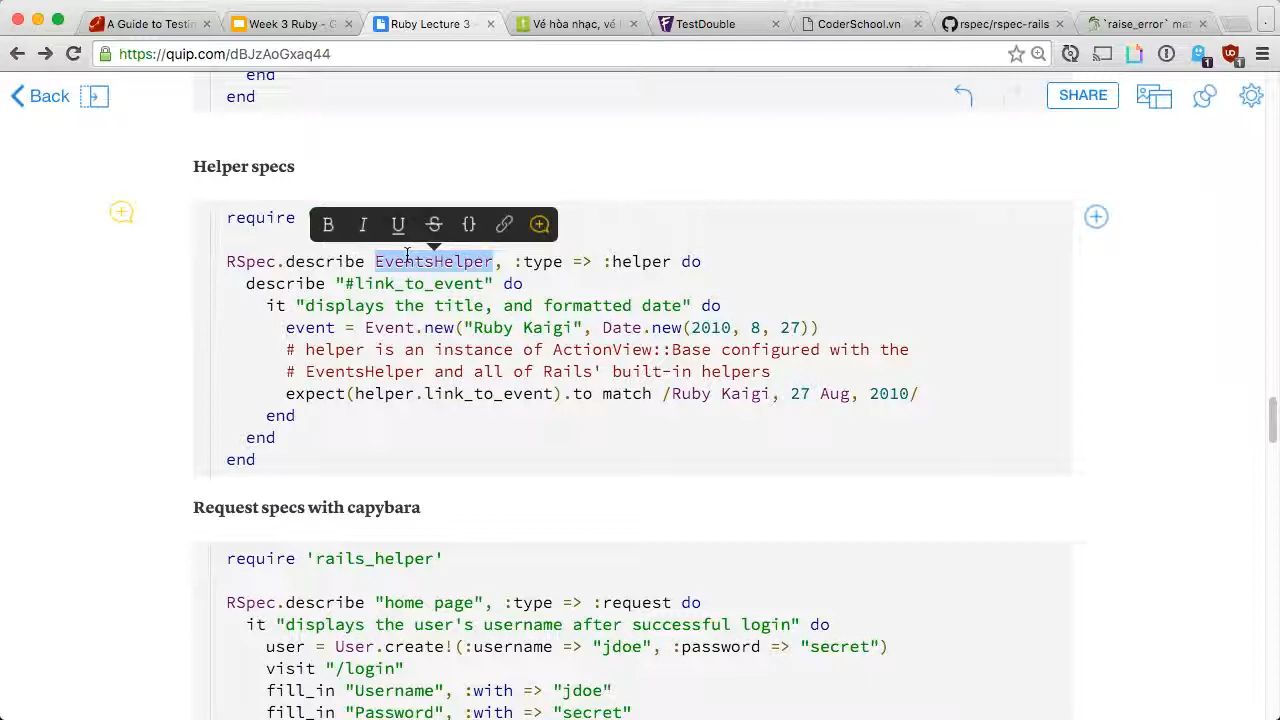 A Guide to Testin
Week 3 Ruby - G
Ruby Lecture 3 -
Vé hòa nhạc, vé l
TestDouble
CoderSchool.vn
rspec/rspec-rails
`raise_error` mat
https://quip.com/dBJzAoGxaq44
1
1
Back
SHARE
end
end
Helper specs
require '
B I U S {}
RSpec.describe EventsHelper, :type => :helper do
describe "#link_to_event" do
it "displays the title, and formatted date" do
event = Event.new("Ruby Kaigi", Date.new(2010, 8, 27))
# helper is an instance of ActionView::Base configured with the
# EventsHelper and all of Rails' built-in helpers
expect(helper.link_to_event).to match /Ruby Kaigi, 27 Aug, 2010/
end
end
end
Request specs with capybara
require 'rails_helper'
RSpec.describe "home page", :type => :request do
it "displays the user's username after successful login" do
user = User.create!(:username => "jdoe", :password => "secret")
visit "/login"
fill_in "Username", :with => "jdoe"
fill_in "Password", :with => "secret"